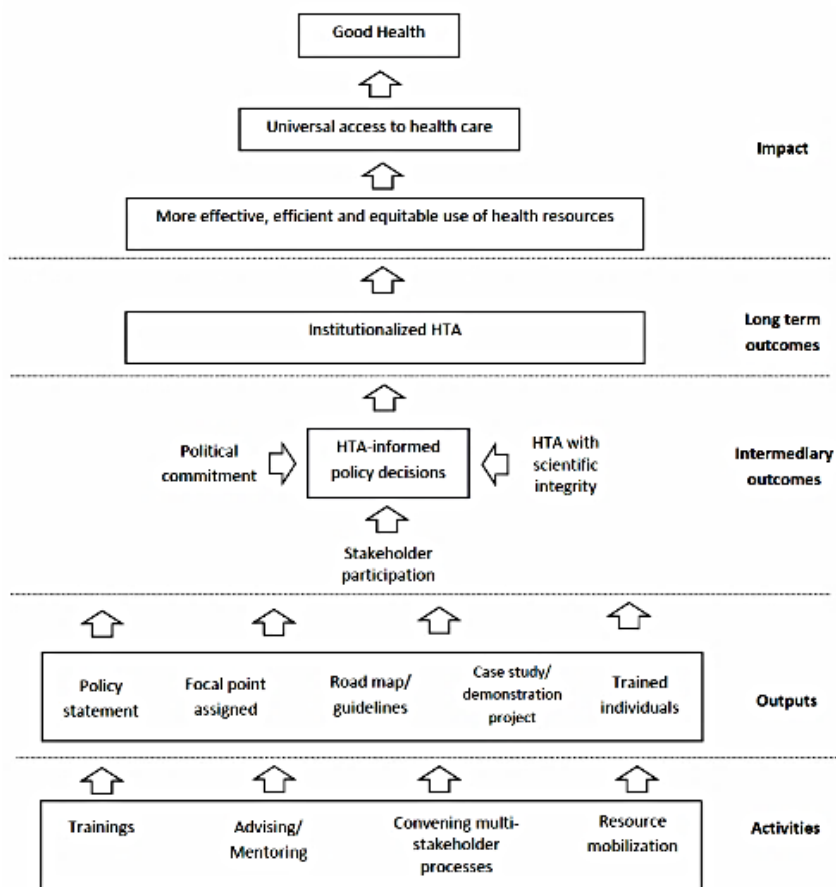 Good Health
Universal access to health care
Impact
More effective, efficient and equitable use of health resources
Institutionalized HTA
Long term
outcomes
Political
commitment
HTA-informed
policy decisions
HTA with
scientific
integrity
Intermediary
outcomes
Stakeholder
participation
Policy
statement
Focal point
assigned
Road map/
guidelines
Case study/
demonstration
project
Trained
individuals
Outputs
Trainings
Advising/
Mentoring
Convening multi-
stakeholder
processes
Resource
mobilization
Activities